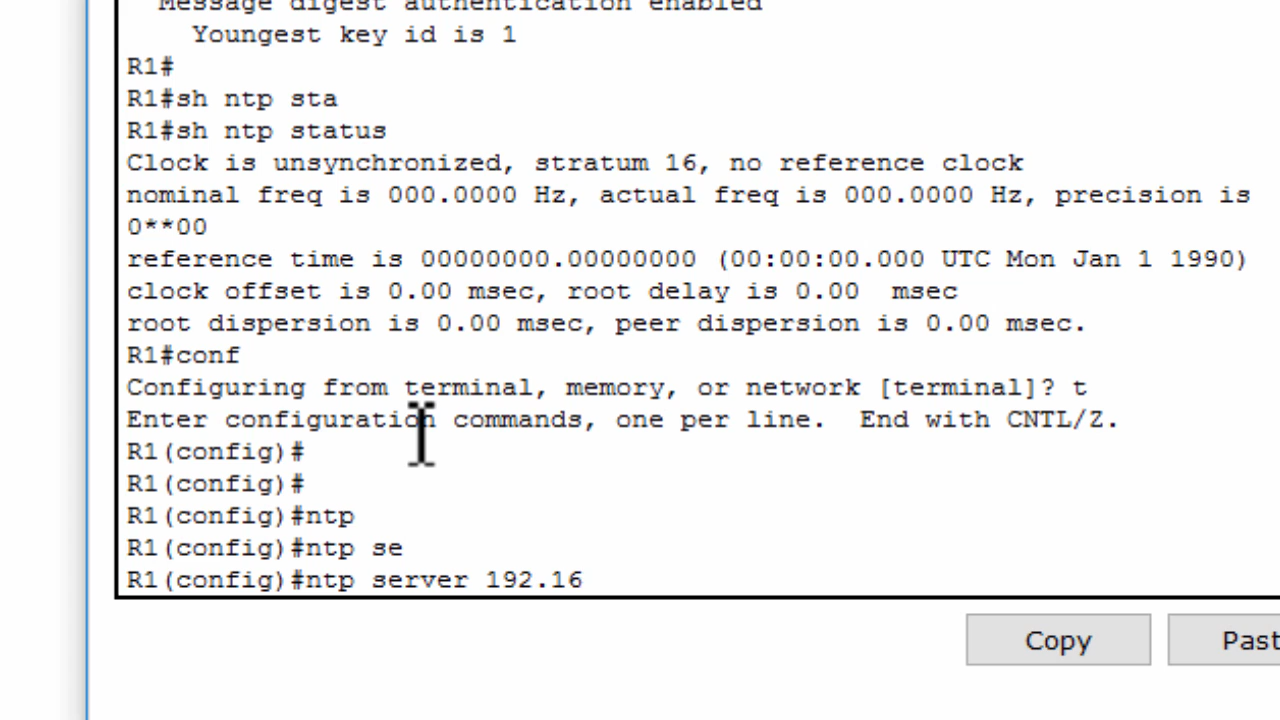 Message digest authentication enabled
Youngest key id is 1
R1#
R1#sh ntp sta
R1#sh ntp status
Clock is unsynchronized, stratum 16, no reference clock
nominal freq is 000.0000 Hz, actual freq is 000.0000 Hz, precision is
0**00
reference time is 00000000.00000000 (00:00:00.000 UTC Mon Jan 1 1990)
clock offset is 0.00 msec, root delay is 0.00  msec
root dispersion is 0.00 msec, peer dispersion is 0.00 msec.
R1#conf
Configuring from terminal, memory, or network [terminal]? t
Enter configuration commands, one per line.  End with CNTL/Z.
R1(config)#
R1(config)#
R1(config)#ntp
R1(config)#ntp se
R1(config)#ntp server 192.16
Copy
Past